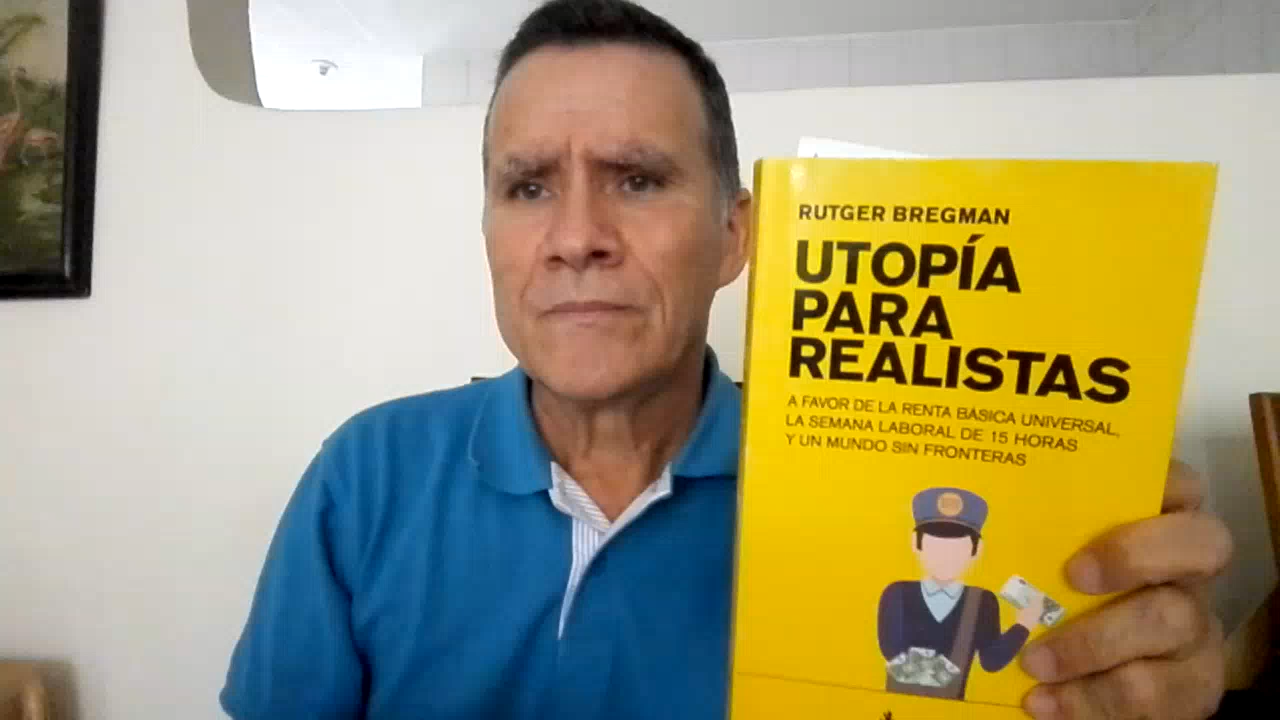 RUTGER BREGMAN
UTOPÍA
PARA
REALISTAS
A FAVOR DE LA RENTA BÁSICA UNIVERSAL,
LA SEMANA LABORAL DE 15 HORAS
Y UN MUNDO SIN FRONTERAS